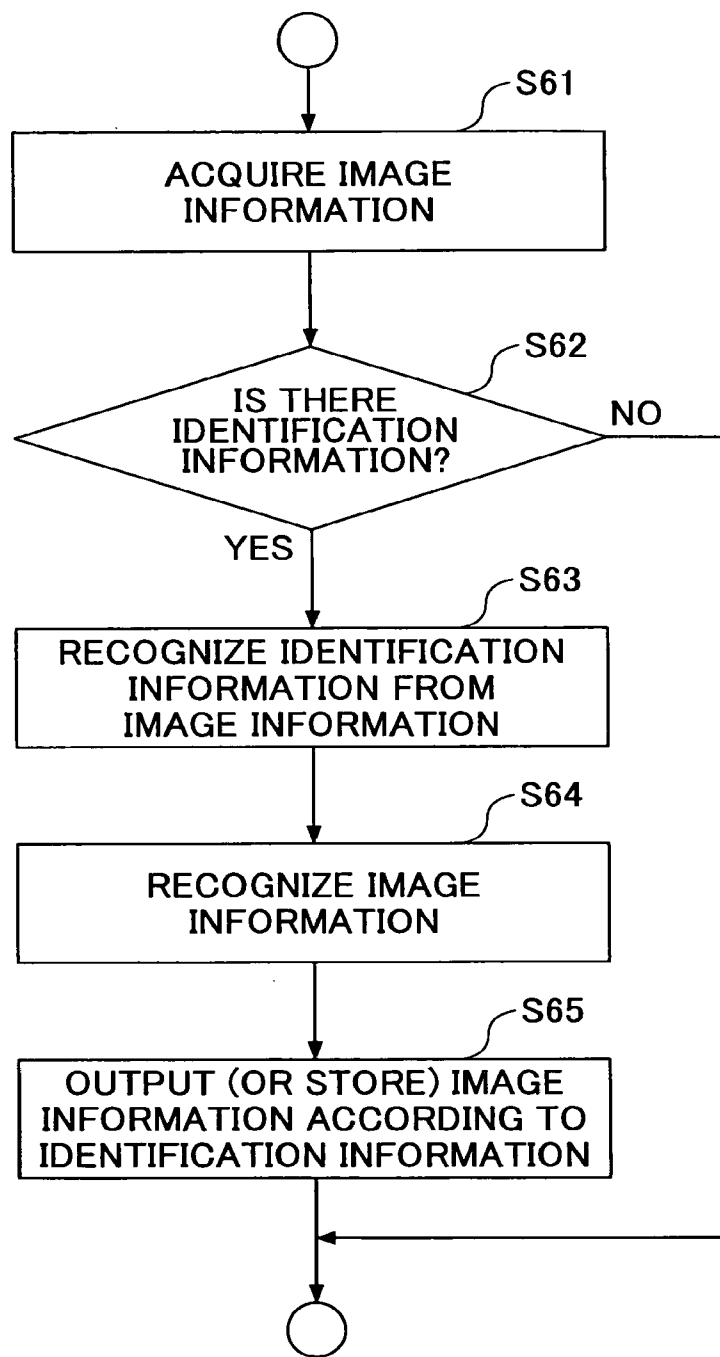 S61
ACQUIRE IMAGE
INFORMATION
S62
IS THERE
IDENTIFICATION
INFORMATION?
NO
YES
S63
RECOGNIZE IDENTIFICATION
INFORMATION FROM
IMAGE INFORMATION
S64
RECOGNIZE IMAGE
INFORMATION
S65
OUTPUT (OR STORE) IMAGE
INFORMATION ACCORDING TO
IDENTIFICATION INFORMATION